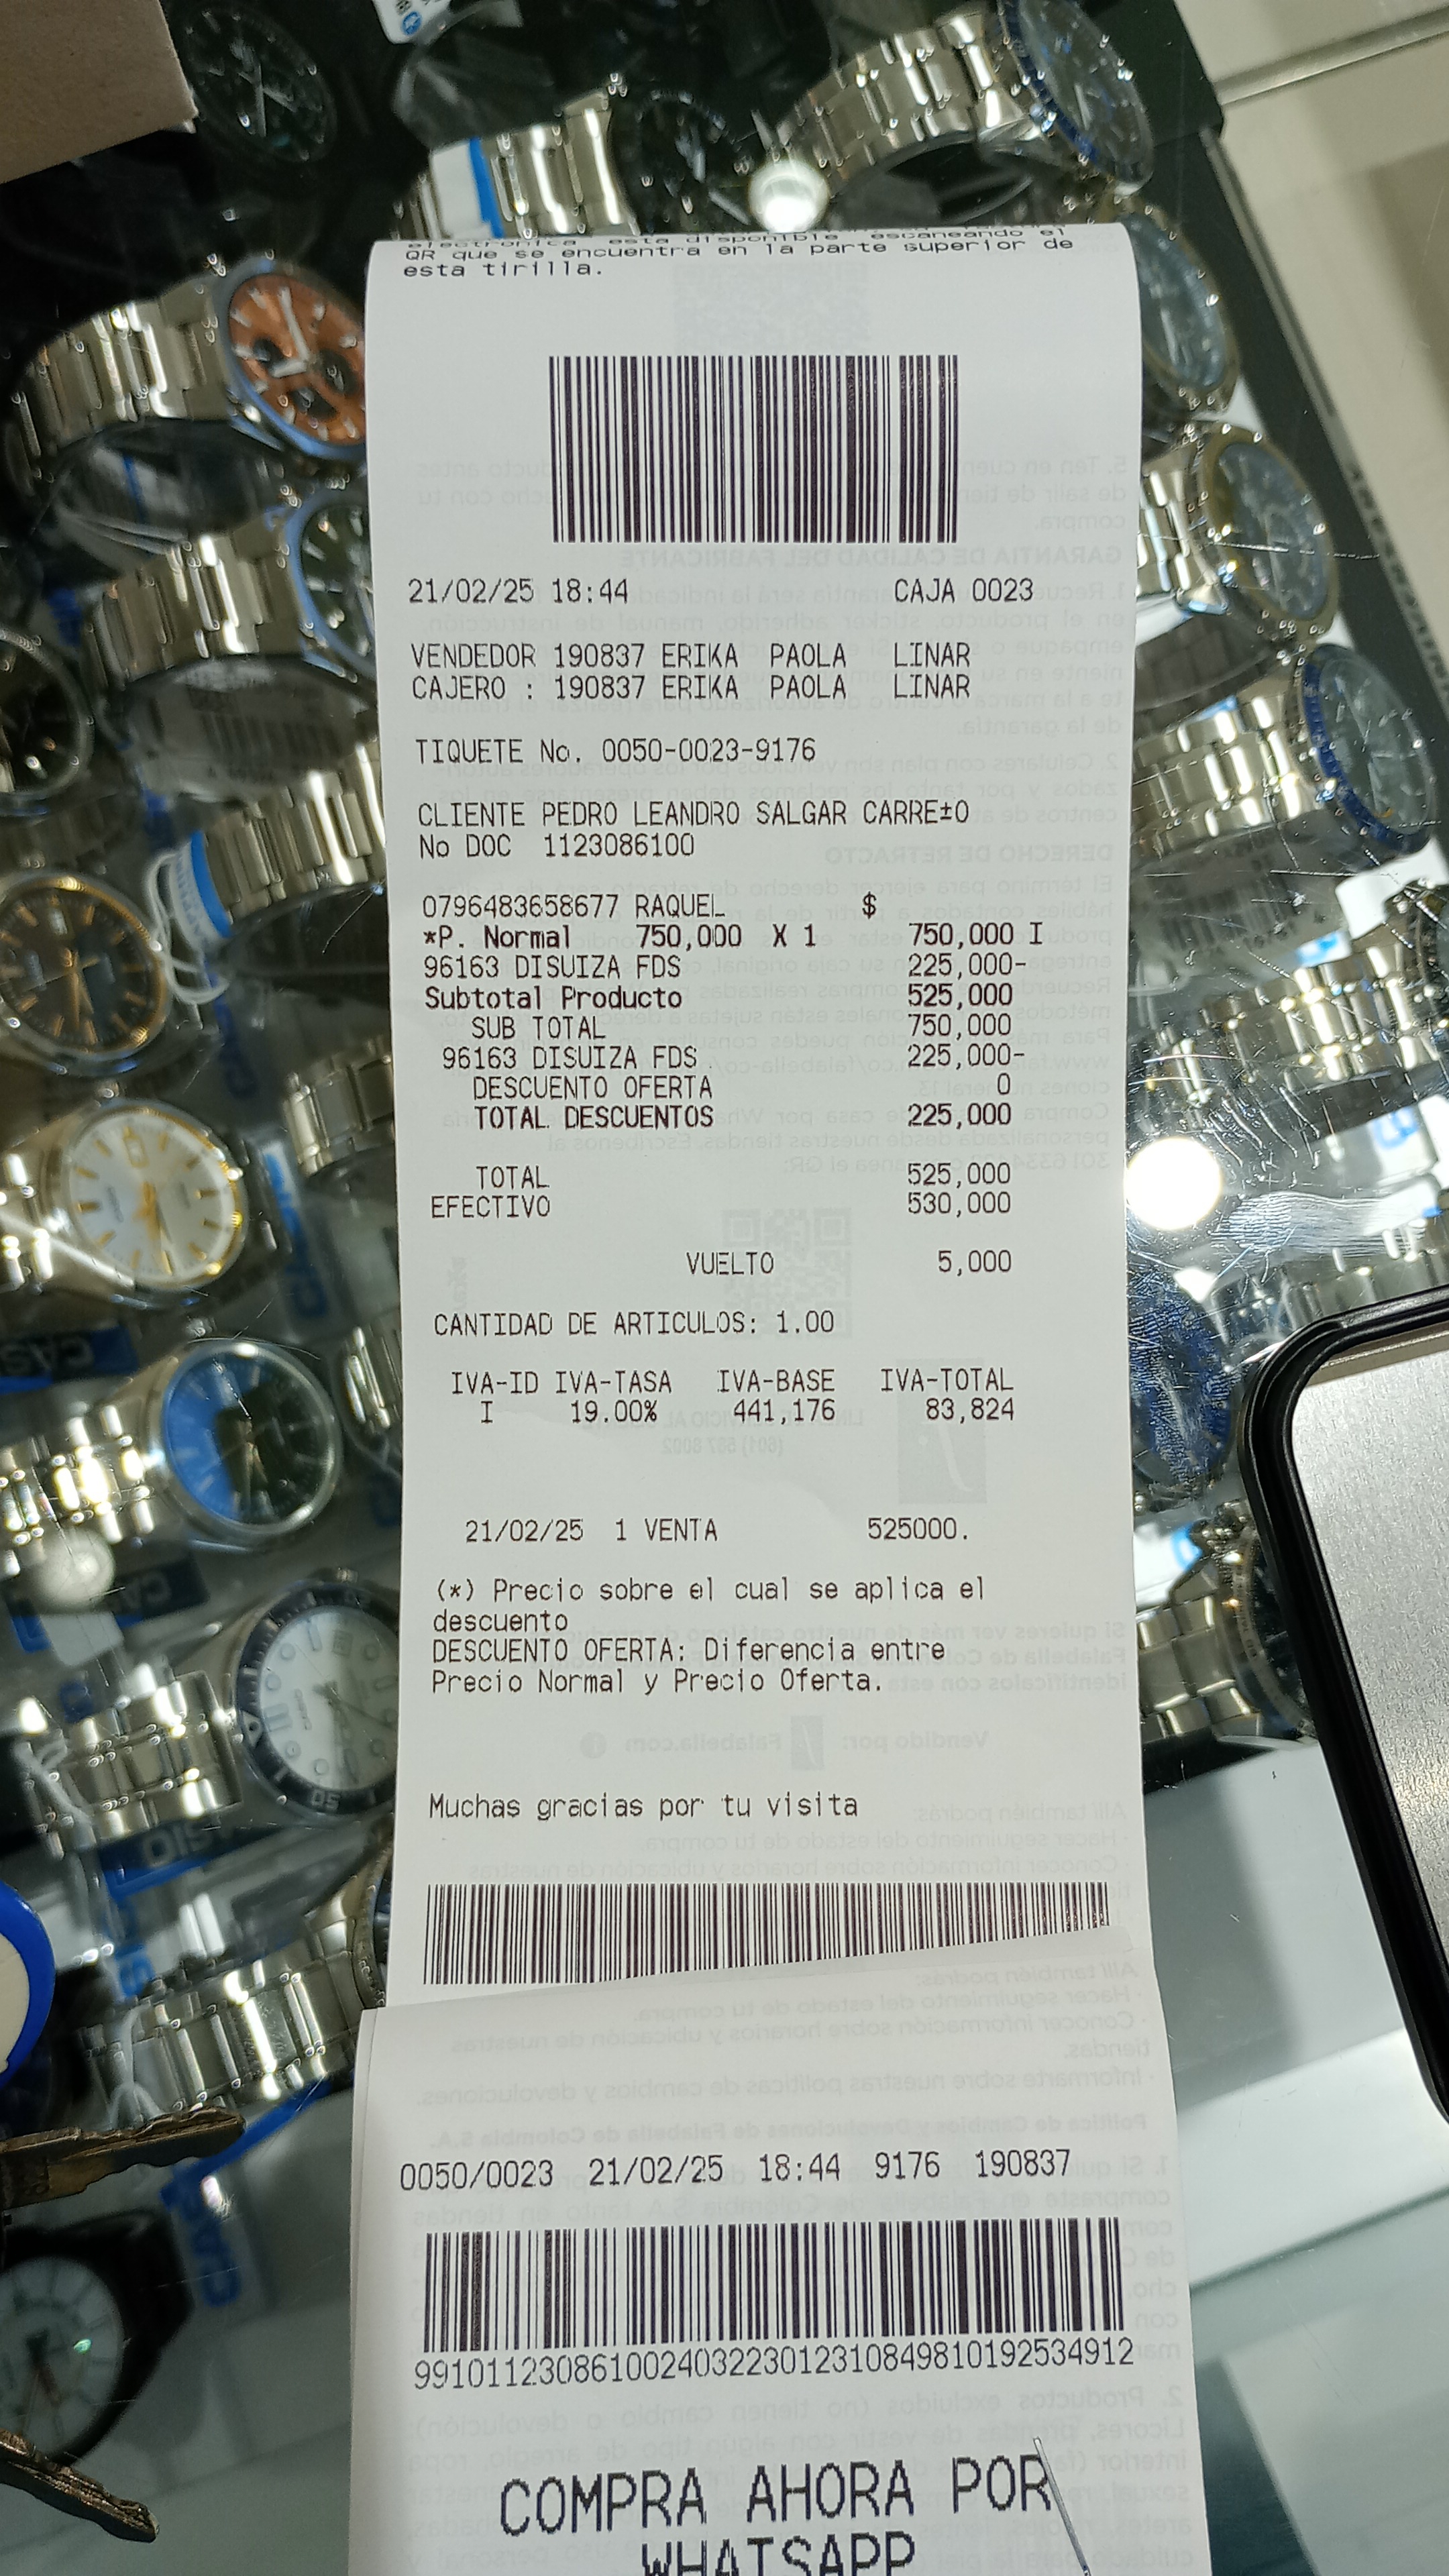 electronica esta disponible escaneando el
QR que se encuentra en la parte superior de
esta tirilla.
21/02/25 18:44 CAJA 0023
VENDEDOR 190837 ERIKA PAOLA LINAR
CAJERO : 190837 ERIKA PAOLA LINAR
TIQUETE No. 0050-0023-9176
CLIENTE PEDRO LEANDRO SALGAR CARRE±O
No DOC 1123086100
0796483658677 RAQUEL $
*P. Normal 750,000 X 1 750,000 I
96163 DISUIZA FDS 225,000-
Subtotal Producto 525,000
SUB TOTAL 750,000
96163 DISUIZA FDS 225,000-
DESCUENTO OFERTA 0
TOTAL DESCUENTOS 225,000
TOTAL 525,000
EFECTIVO 530,000
VUELTO 5,000
CANTIDAD DE ARTICULOS: 1.00
IVA-ID IVA-TASA IVA-BASE IVA-TOTAL
I 19.00% 441,176 83,824
21/02/25 1 VENTA 525000.
(*) Precio sobre el cual se aplica el
descuento
DESCUENTO OFERTA: Diferencia entre
Precio Normal y Precio Oferta.
Muchas gracias por tu visita
0050/0023 21/02/25 18:44 9176 190837
991011230861002403223012310849810192534912
COMPRA AHORA POR
WHATSAPP
CASIO